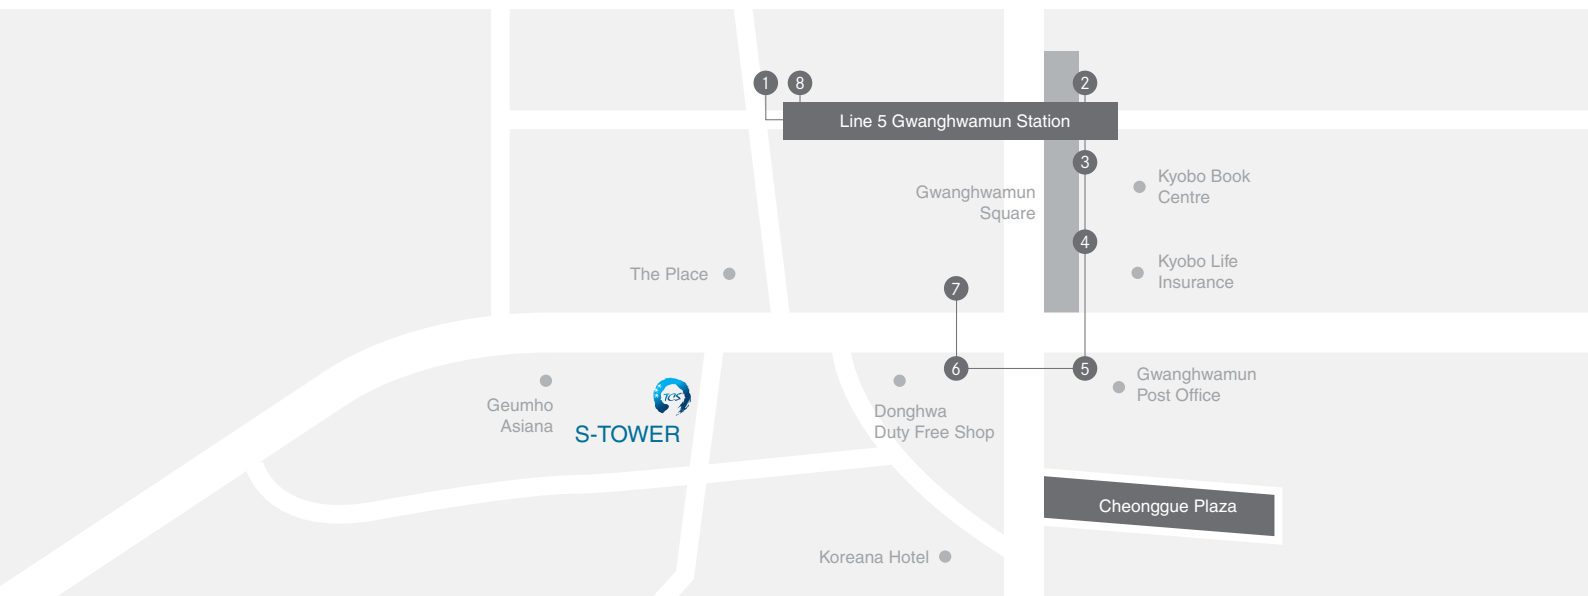 1
8
2
Line 5 Gwanghwamun Station
3
Kyobo Book
Centre
Gwanghwamun
Square
4
Kyobo Life
Insurance
The Place
7
6
5
Gwanghwamun
Post Office
Geumho
Asiana
TCS
S-TOWER
Donghwa
Duty Free Shop
Cheonggue Plaza
Koreana Hotel